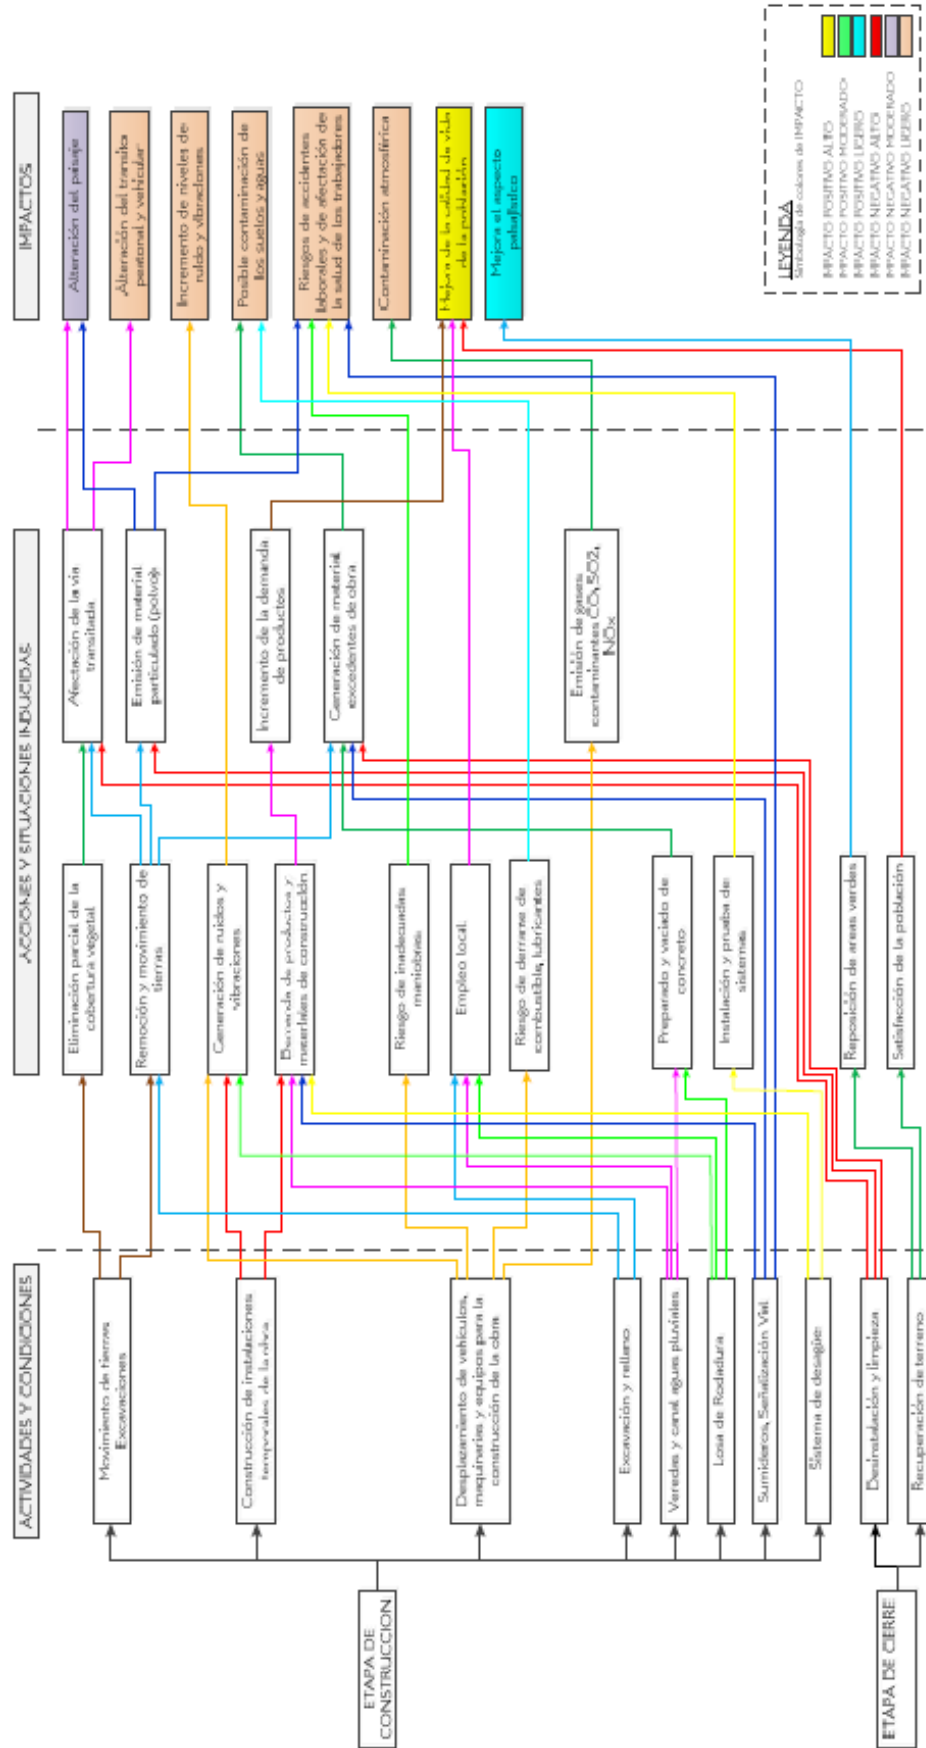 ACTIVIDADES Y CONDICIONES
ACCIONES Y SITUACIONES INDUCIDAS
IMPACTOS
ETAPA DE
CONSTRUCCION
ETAPA DE CIERRE
Movimiento de tierras
Excavaciones
Construcción de instalaciones
temporales de la obra
Desplazamiento de vehículos,
maquinarias y equipos para la
construcción de la obra
Excavación y relleno
Veredas y canal aguas pluviales
Losa de Rodadura
Sumideros, Señalización Vial
Sistema de desagüe
Desinstalación y limpieza
Recuperación de terreno
Eliminación parcial de la
cobertura vegetal
Remoción y movimiento de
tierras
Generación de ruidos y
vibraciones
Demanda de productos y
materiales de construcción
Riesgo de inadecuadas
maniobras
Empleo local
Riesgo de derrame de
combustible, lubricantes
Preparado y vaciado de
concreto
Instalación y prueba de
sistemas
Reposición de areas verdes
Satisfacción de la población
Afectación de la vía
transitada
Emisión de material
particulado (polvo)
Incremento de la demanda
de productos
Generación de material
excedentes de obra
Emisión de gases
contaminantes CO, SO2,
NOx
Alteración del paisaje
Alteración del transito
peatonal y vehicular
Incremento de niveles de
ruido y vibraciones
Posible contaminación de
los suelos y aguas
Riesgos de accidentes
laborales y de afectación de
la salud de los trabajadores
Contaminación atmosférica
Mejora de la calidad de vida
de la población
Mejora el aspecto
paisajístico
LEYENDA
Simbología de colores de IMPACTO
IMPACTO POSITIVO ALTO
IMPACTO POSITIVO MODERADO
IMPACTO POSITIVO LIGERO
IMPACTO NEGATIVO ALTO
IMPACTO NEGATIVO MODERADO
IMPACTO NEGATIVO LIGERO